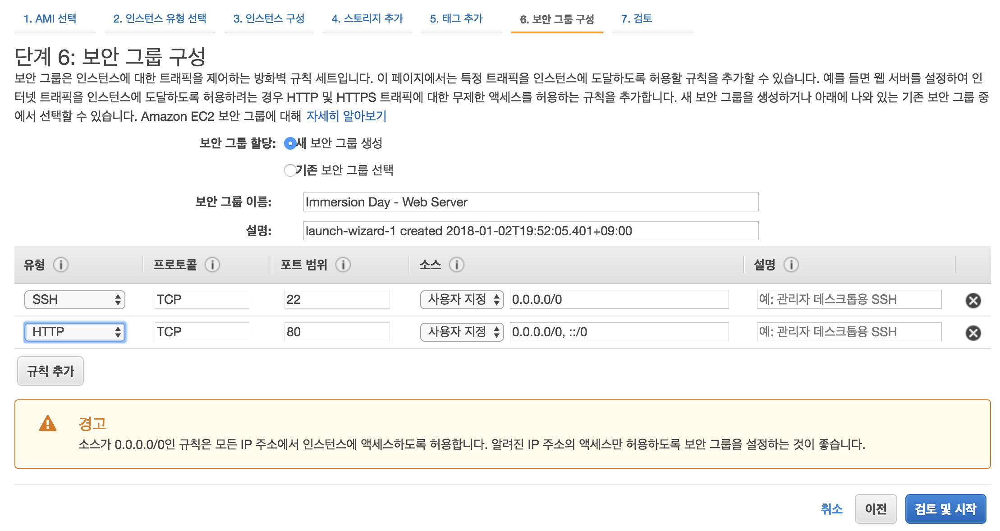 1. AMI 선택 2. 인스턴스 유형 선택 3. 인스턴스 구성 4. 스토리지 추가 5. 태그 추가 6. 보안 그룹 구성 7. 검토
단계 6: 보안 그룹 구성
보안 그룹은 인스턴스에 대한 트래픽을 제어하는 방화벽 규칙 세트입니다. 이 페이지에서는 특정 트래픽을 인스턴스에 도달하도록 허용할 규칙을 추가할 수 있습니다. 예를 들면 웹 서버를 설정하여 인
터넷 트래픽을 인스턴스에 도달하도록 허용하려는 경우 HTTP 및 HTTPS 트래픽에 대한 무제한 액세스를 허용하는 규칙을 추가합니다. 새 보안 그룹을 생성하거나 아래에 나와 있는 기존 보안 그룹 중
에서 선택할 수 있습니다. Amazon EC2 보안 그룹에 대해 자세히 알아보기
보안 그룹 할당: 새 보안 그룹 생성
기존 보안 그룹 선택
보안 그룹 이름: Immersion Day - Web Server
설명: launch-wizard-1 created 2018-01-02T19:52:05.401+09:00
유형 i 프로토콜 i 포트 범위 i 소스 i 설명 i
SSH TCP 22 사용자 지정 0.0.0.0/0 예: 관리자 데스크톱용 SSH
HTTP TCP 80 사용자 지정 0.0.0.0/0, ::/0 예: 관리자 데스크톱용 SSH
규칙 추가
경고
소스가 0.0.0.0/0인 규칙은 모든 IP 주소에서 인스턴스에 액세스하도록 허용합니다. 알려진 IP 주소의 액세스만 허용하도록 보안 그룹을 설정하는 것이 좋습니다.
취소 이전 검토 및 시작